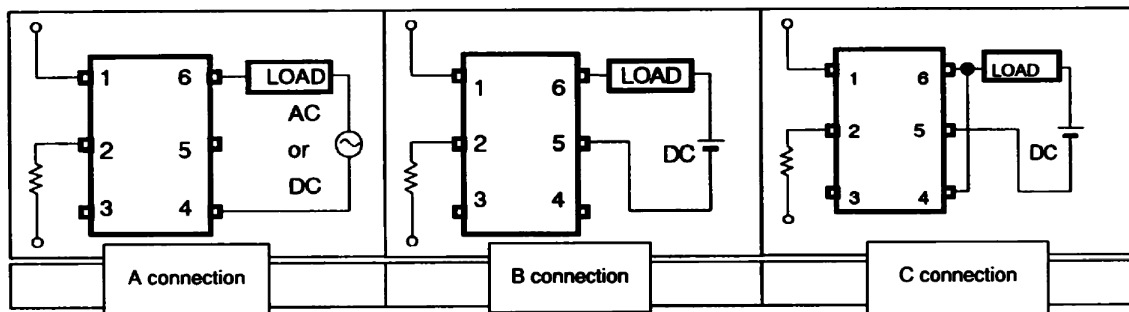 1 6 LOAD
AC
2 5 or
DC
3 4
A connection
1 6 LOAD
2 5 DC
3 4
B connection
1 6 LOAD
2 5 DC
3 4
C connection